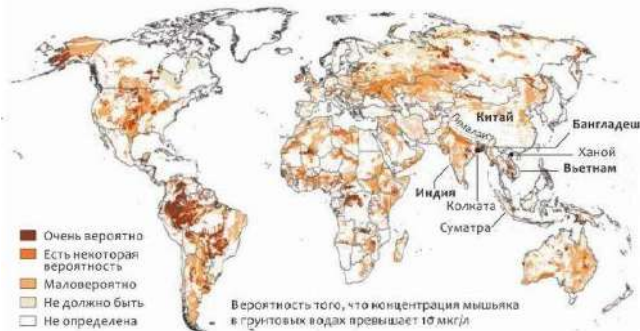 Китай
Гималаи
Бангладеш
Ханой
Вьетнам
Индия
Колката
Суматра
Очень вероятно
Есть некоторая
вероятность
Маловероятно
Не должно быть
Не определена
Вероятность того, что концентрация мышьяка
в грунтовых водах превышает 10 мкг/л